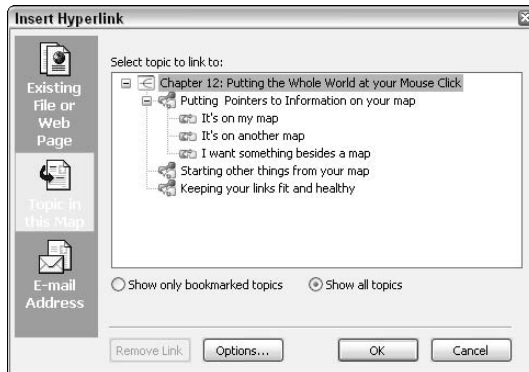 Insert Hyperlink
Existing
File or
Web
Page
Topic in
this Map
E-mail
Address
Select topic to link to:
Chapter 12: Putting the Whole World at your Mouse Click
Putting Pointers to Information on your map
It's on my map
It's on another map
I want something besides a map
Starting other things from your map
Keeping your links fit and healthy
Show only bookmarked topics
Show all topics
Remove Link
Options...
OK
Cancel